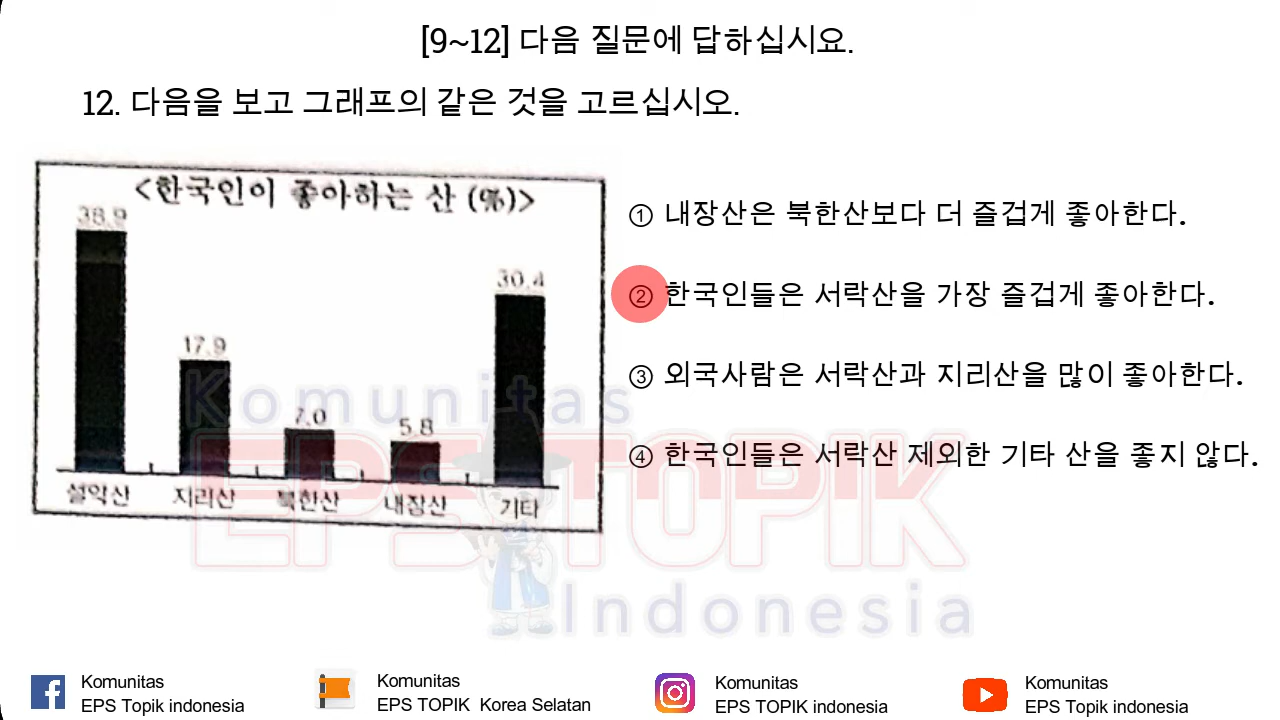 [9~12] 다음 질문에 답하십시요.
12. 다음을 보고 그래프의 같은 것을 고르십시오.
<한국인이 좋아하는 산 (%)>
38.9
17.9
7.0
5.8
30.4
설악산
지리산
북한산
내장산
기타
① 내장산은 북한산보다 더 즐겁게 좋아한다.
② 한국인들은 서락산을 가장 즐겁게 좋아한다.
③ 외국사람은 서락산과 지리산을 많이 좋아한다.
④ 한국인들은 서락산 제외한 기타 산을 좋지 않다.
Komunitas
EPS TOPIK
Indonesia
Komunitas
EPS Topik indonesia
Komunitas
EPS TOPIK Korea Selatan
Komunitas
EPS TOPIK indonesia
Komunitas
EPS Topik indonesia